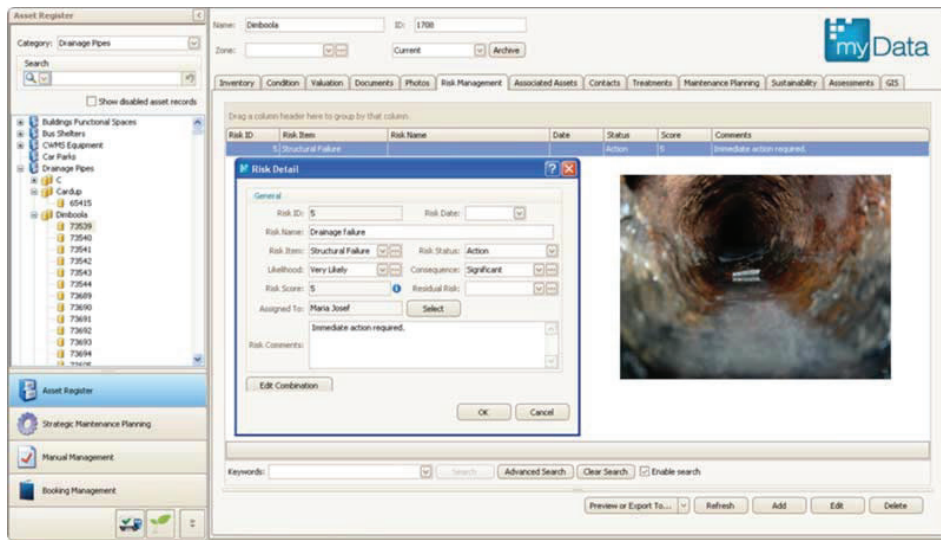 Asset Register
Category: Drainage Pipes
Search
Show disabled asset records
Buildings Functional Spaces
Bus Shelters
CWMS Equipment
Car Parks
Drainage Pipes
C
Cardup
65415
Dimboola
73539
73540
73541
73542
73543
73544
73689
73690
73691
73692
73693
73694
Asset Register
Strategic Maintenance Planning
Manual Management
Booking Management
Name: Dimboola ID: 1708
Zone: Current Archive
myData
Inventory Condition Valuation Documents Photos Risk Management Associated Assets Contacts Treatments Maintenance Planning Sustainability Assessments GIS
Drag a column header here to group by that column.
Risk ID Risk Item Risk Name Date Status Score Comments
5 Structural Failure Action 5 Immediate action required.
Risk Detail
General
Risk ID: 5 Risk Date:
Risk Name: Drainage failure
Risk Item: Structural Failure Risk Status: Action
Likelihood: Very Likely Consequence: Significant
Risk Score: 5 Residual Risk:
Assigned To: Maria Josef Select
Risk Comments: Immediate action required.
Edit Combination
OK Cancel
Keywords: Search Advanced Search Clear Search Enable search
Preview or Export To... Refresh Add Edit Delete